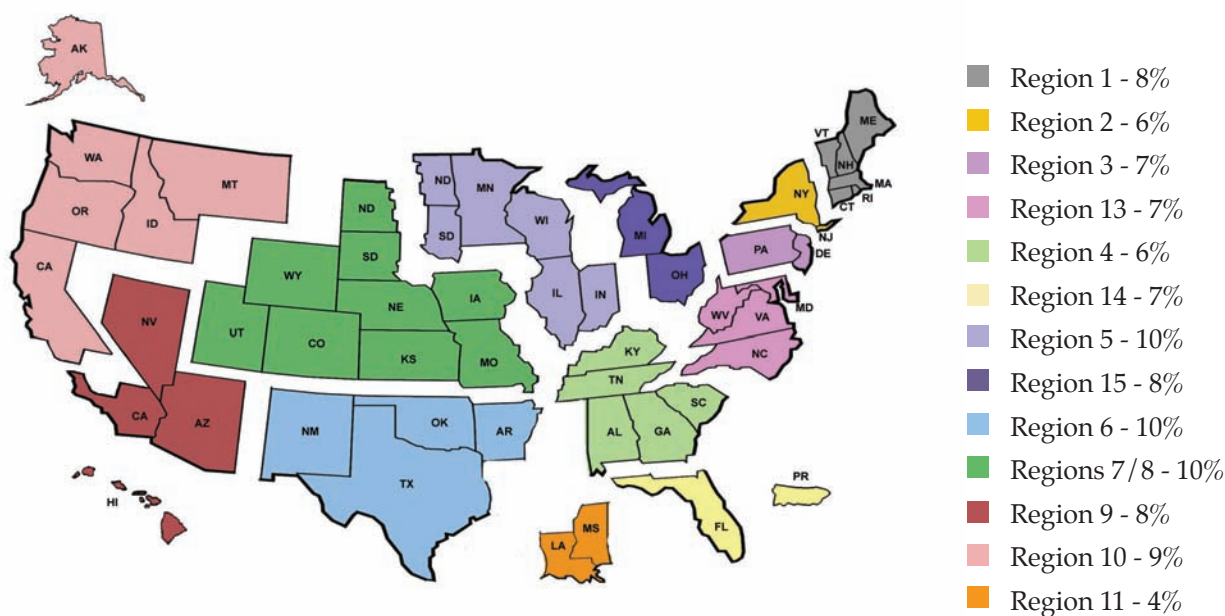 AK
WA
MT
OR
ID
CA
NV
CA
AZ
HI
ND
SD
WY
NE
IA
UT
CO
KS
MO
ND
MN
SD
WI
IL
IN
MI
OH
NM
OK
AR
TX
KY
TN
SC
AL
GA
LA
MS
FL
PR
VT
ME
NH
MA
RI
CT
NY
NJ
PA
DE
MD
WV
VA
NC
Region 1 - 8%
Region 2 - 6%
Region 3 - 7%
Region 13 - 7%
Region 4 - 6%
Region 14 - 7%
Region 5 - 10%
Region 15 - 8%
Region 6 - 10%
Regions 7/8 - 10%
Region 9 - 8%
Region 10 - 9%
Region 11 - 4%